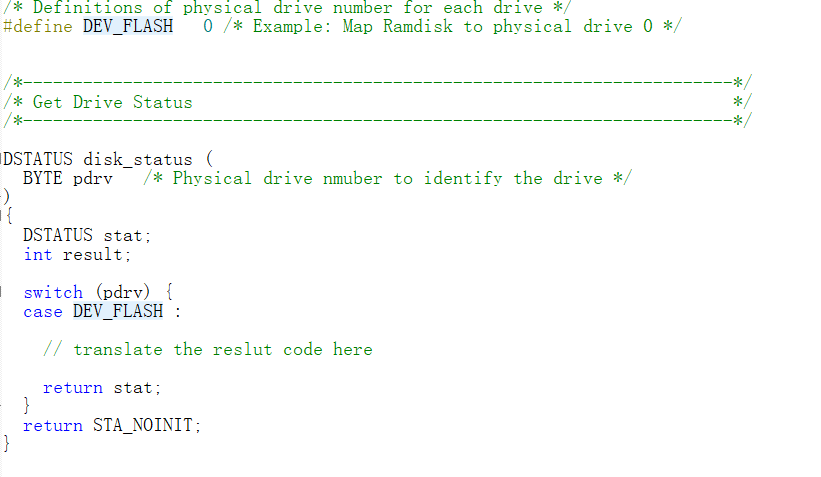 /* Definitions of physical drive number for each drive */
#define DEV_FLASH   0 /* Example: Map Ramdisk to physical drive 0 */
/*-----------------------------------------------------------------------*/
/* Get Drive Status                                                      */
/*-----------------------------------------------------------------------*/
DSTATUS disk_status (
  BYTE pdrv   /* Physical drive nmuber to identify the drive */
)
{
  DSTATUS stat;
  int result;
  switch (pdrv) {
  case DEV_FLASH :
    // translate the reslut code here
    return stat;
  }
  return STA_NOINIT;
}